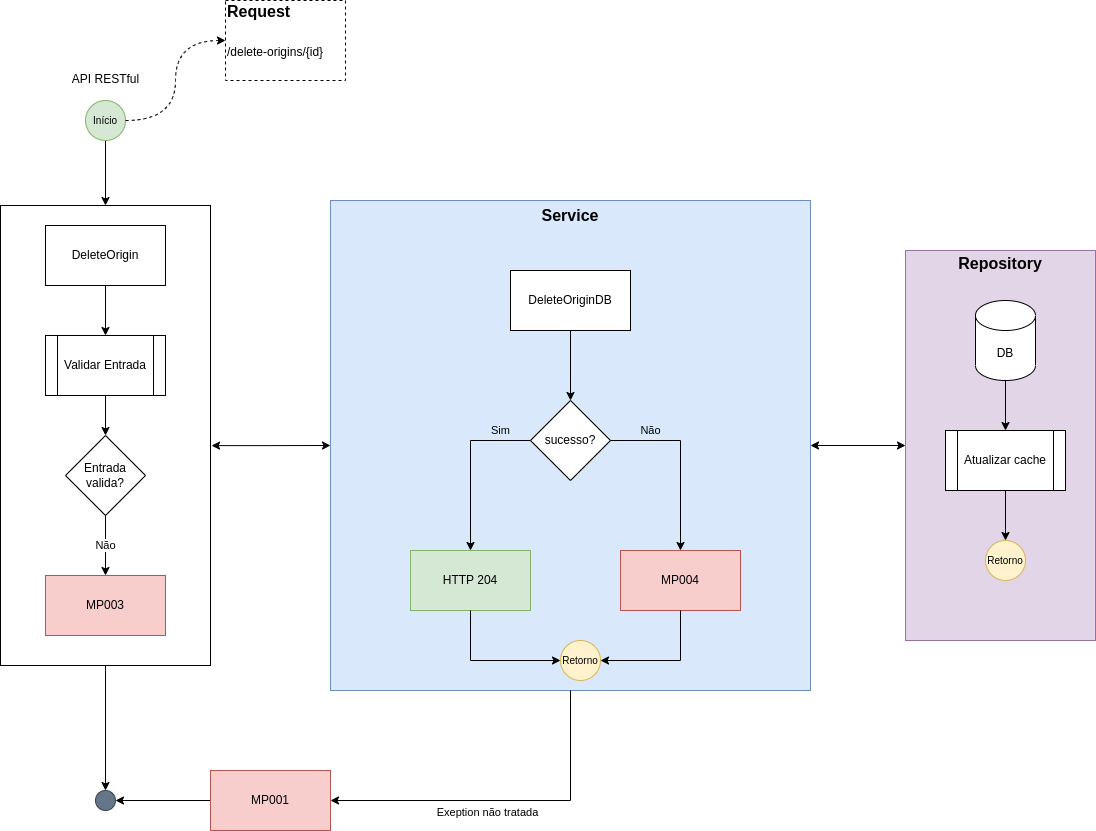 Request
/delete-origins/{id}
API RESTful
Início
DeleteOrigin
Validar Entrada
Entrada
valida?
Não
MP003
Service
DeleteOriginDB
sucesso?
Sim
Não
HTTP 204
MP004
Retorno
Repository
DB
Atualizar cache
Retorno
MP001
Exeption não tratada